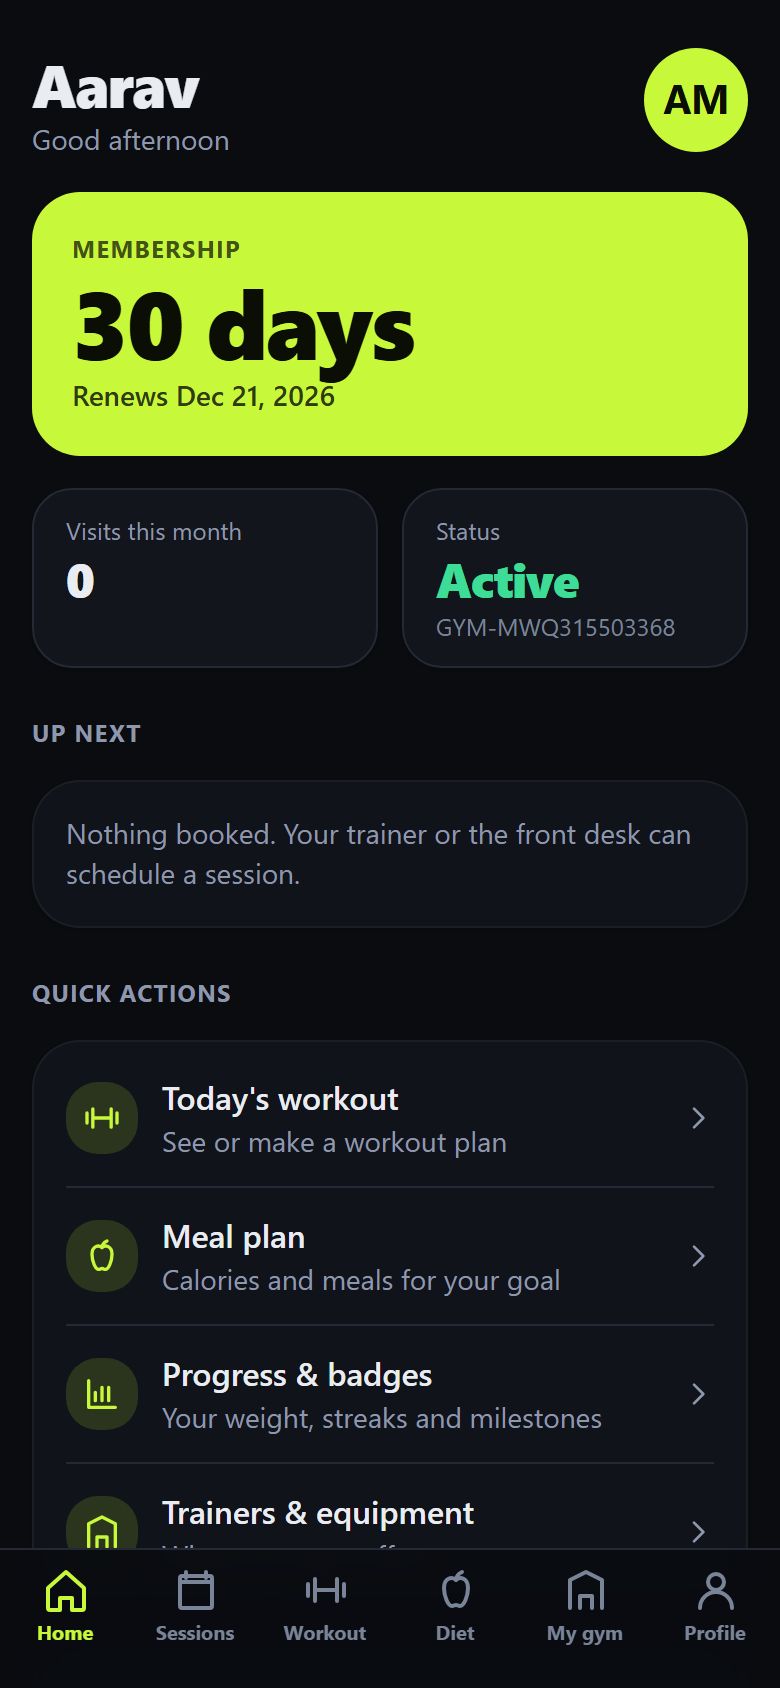 Aarav
Good afternoon
AM
MEMBERSHIP
30 days
Renews Dec 21, 2026
Visits this month
0
Status
Active
GYM-MWQ315503368
UP NEXT
Nothing booked. Your trainer or the front desk can
schedule a session.
QUICK ACTIONS
Today's workout
See or make a workout plan
Meal plan
Calories and meals for your goal
Progress & badges
Your weight, streaks and milestones
Trainers & equipment
Home
Sessions
Workout
Diet
My gym
Profile